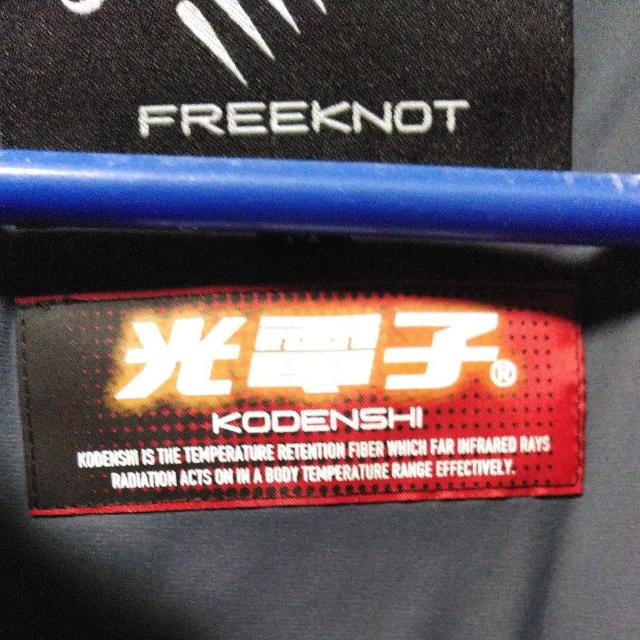 FREEKNOT
光電子®
KODENSHI
KODENSHI IS THE TEMPERATURE RETENTION FIBER WHICH FAR INFRARED RAYS
RADIATION ACTS ON IN A BODY TEMPERATURE RANGE EFFECTIVELY.